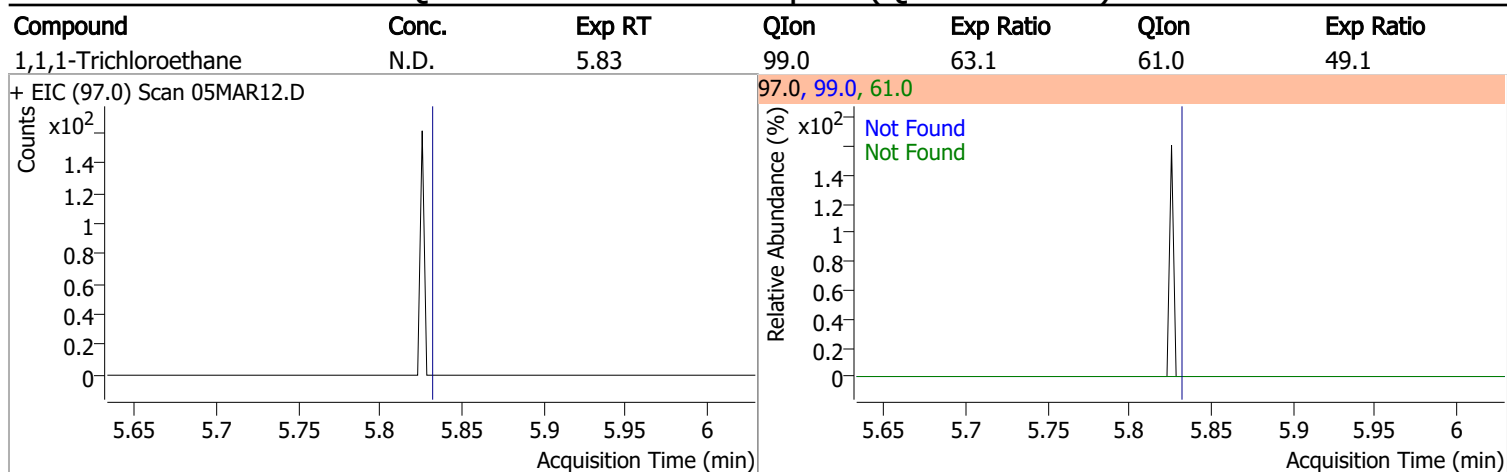 Compound Conc. Exp RT QIon Exp Ratio QIon Exp Ratio
1,1,1-Trichloroethane N.D. 5.83 99.0 63.1 61.0 49.1
+ EIC (97.0) Scan 05MAR12.D
Counts
x10²
1.4
1.2
1
0.8
0.6
0.4
0.2
0
5.65 5.7 5.75 5.8 5.85 5.9 5.95 6
Acquisition Time (min)
97.0, 99.0, 61.0
Relative Abundance (%)
x10²
Not Found
Not Found
1.4
1.2
1
0.8
0.6
0.4
0.2
0
5.65 5.7 5.75 5.8 5.85 5.9 5.95 6
Acquisition Time (min)